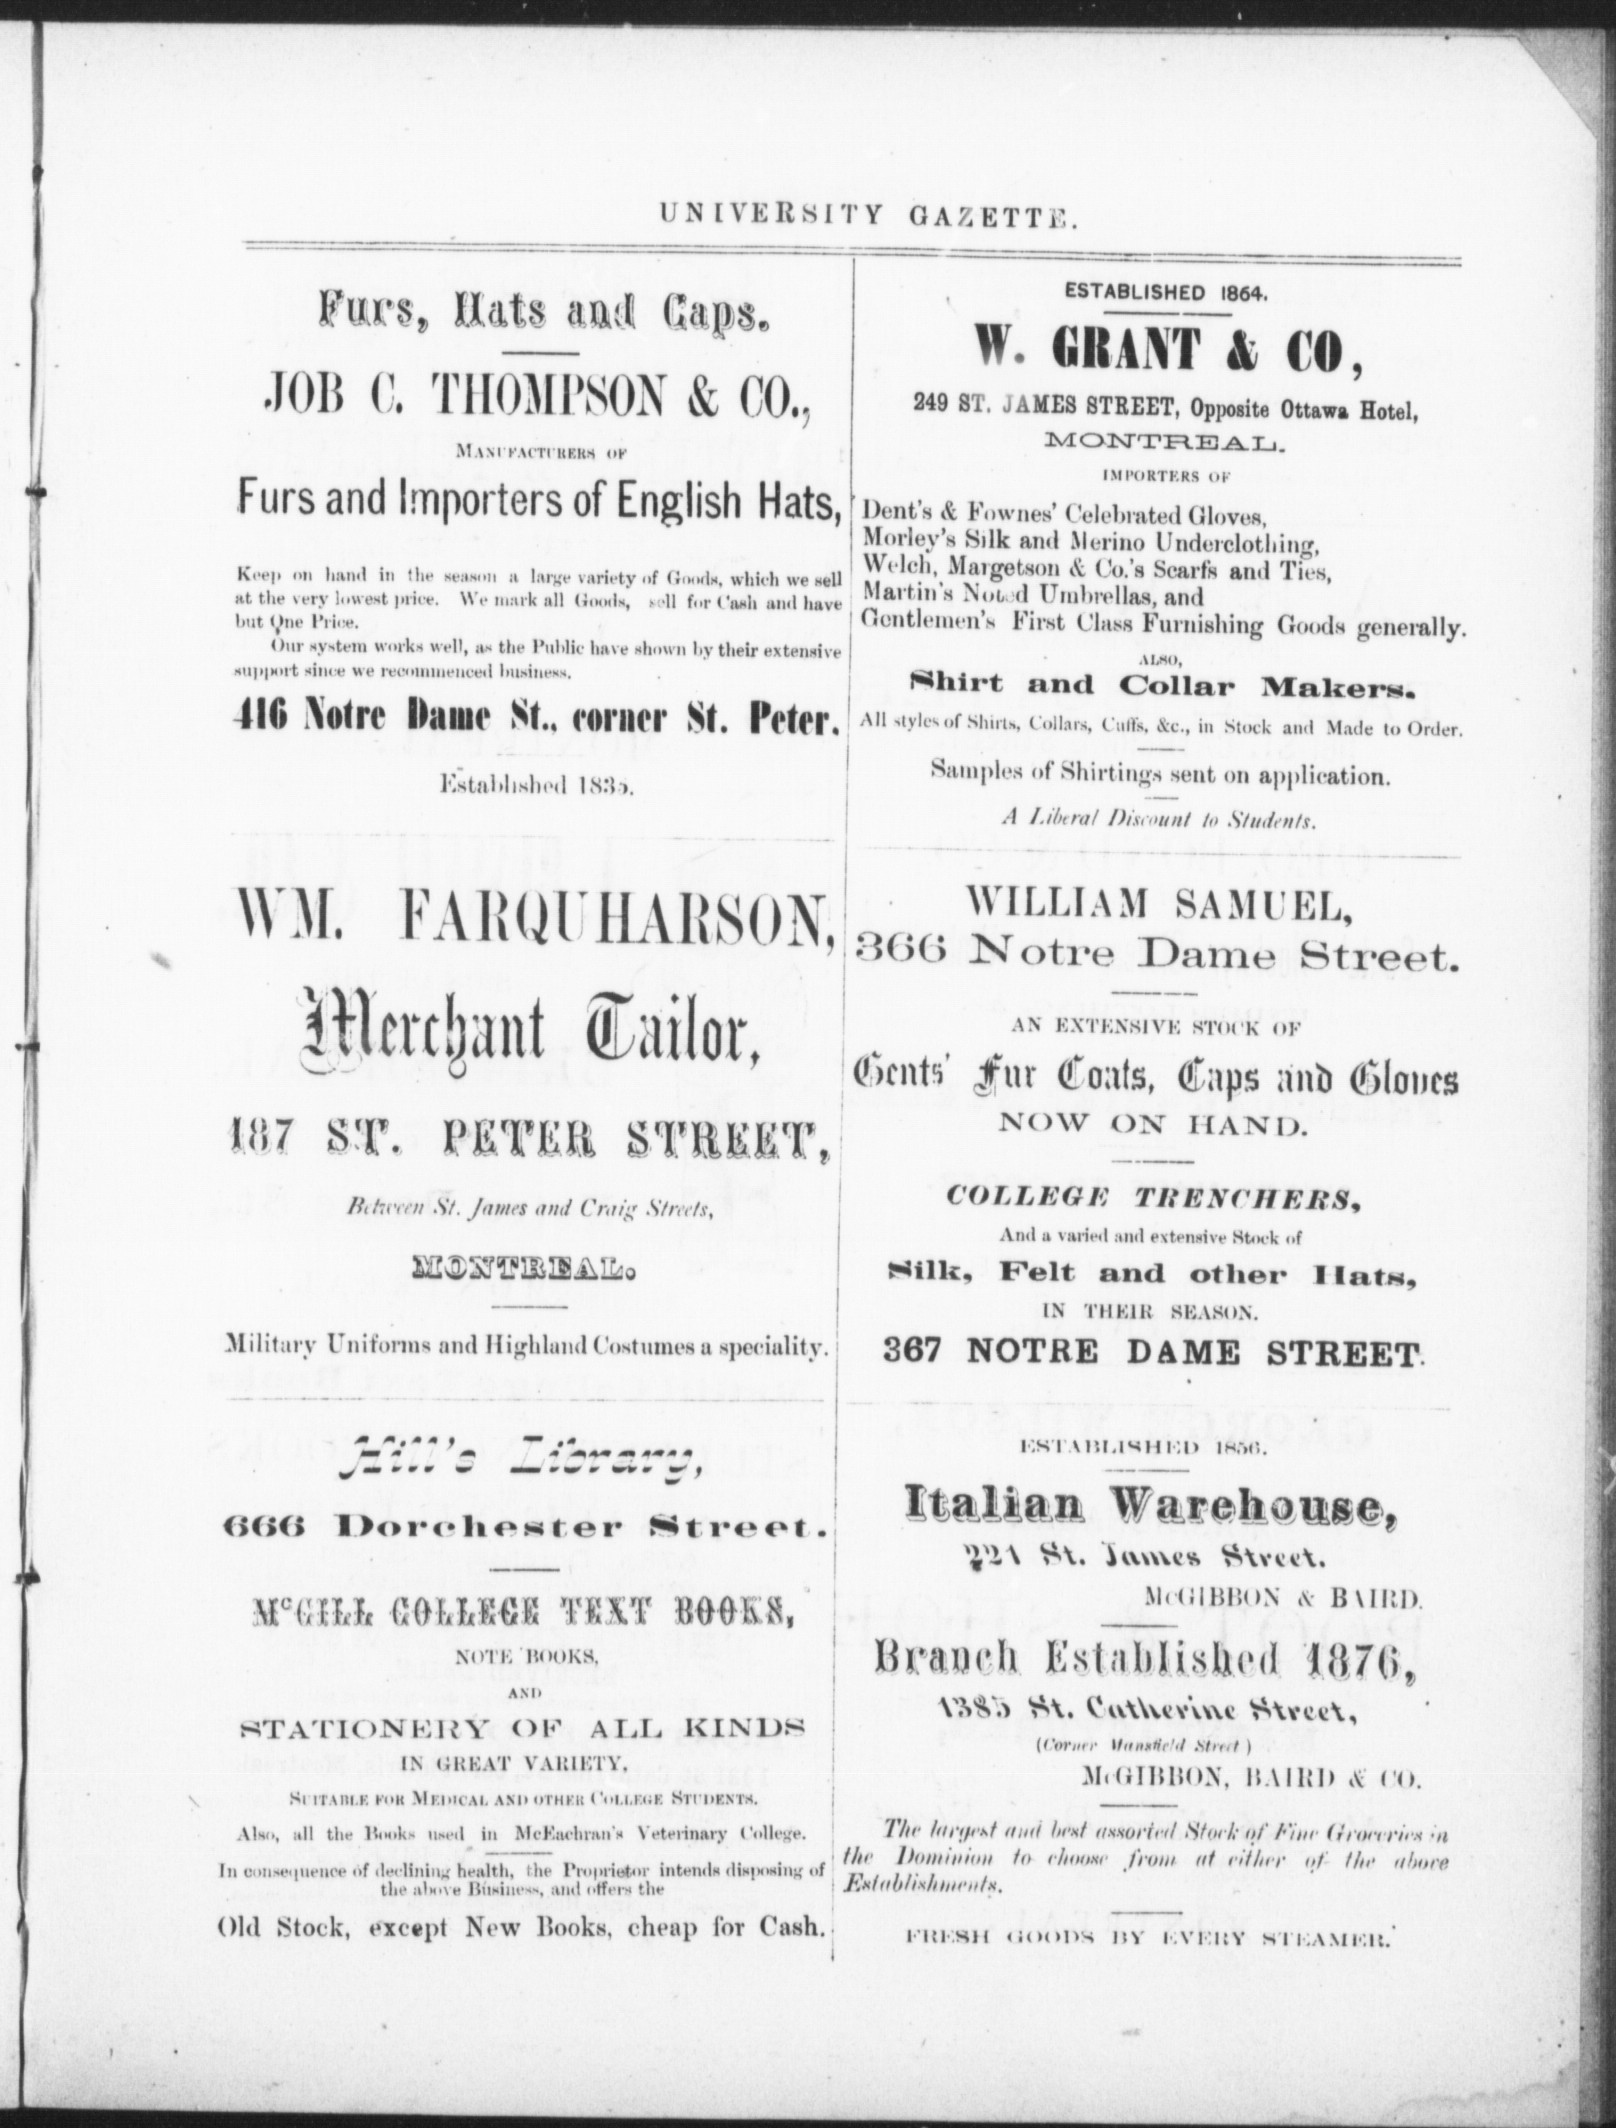 UNIVERSITY GAZETTE.
Furs, Hats and Caps.
JOB C. THOMPSON & CO.,
MANUFACTURERS OF
Furs and Importers of English Hats,
Keep on hand in the season a large variety of Goods, which we sell
at the very lowest price. We mark all Goods, sell for Cash and have
but One Price.
Our system works well, as the Public have shown by their extensive
support since we recommenced business.
416 Notre Dame St., corner St. Peter.
Established 1835.
WM. FARQUHARSON,
Merchant Tailor,
187 ST. PETER STREET,
Between St. James and Craig Streets,
MONTREAL.
Military Uniforms and Highland Costumes a speciality.
Hill's Library,
666 Dorchester Street.
McGILL COLLEGE TEXT BOOKS,
NOTE BOOKS,
AND
STATIONERY OF ALL KINDS
IN GREAT VARIETY,
SUITABLE FOR MEDICAL AND OTHER COLLEGE STUDENTS.
Also, all the Books used in McEachran's Veterinary College.
In consequence of declining health, the Proprietor intends disposing of
the above Business, and offers the
Old Stock, except New Books, cheap for Cash.
ESTABLISHED 1864.
W. GRANT & CO,
249 ST. JAMES STREET, Opposite Ottawa Hotel,
MONTREAL.
IMPORTERS OF
Dent's & Fownes' Celebrated Gloves,
Morley's Silk and Merino Underclothing,
Welch, Margetson & Co.'s Scarfs and Ties,
Martin's Noted Umbrellas, and
Gentlemen's First Class Furnishing Goods generally.
ALSO,
Shirt and Collar Makers.
All styles of Shirts, Collars, Cuffs, &c., in Stock and Made to Order.
Samples of Shirtings sent on application.
A Liberal Discount to Students.
WILLIAM SAMUEL,
366 Notre Dame Street.
AN EXTENSIVE STOCK OF
Gents' Fur Coats, Caps and Gloves
NOW ON HAND.
COLLEGE TRENCHERS,
And a varied and extensive Stock of
Silk, Felt and other Hats,
IN THEIR SEASON.
367 NOTRE DAME STREET.
ESTABLISHED 1856.
Italian Warehouse,
221 St. James Street.
McGIBBON & BAIRD.
Branch Established 1876,
1385 St. Catherine Street,
(Corner Mansfield Street)
McGIBBON, BAIRD & CO.
The largest and best assorted Stock of Fine Groceries in
the Dominion to choose from at either of the above
Establishments.
FRESH GOODS BY EVERY STEAMER.